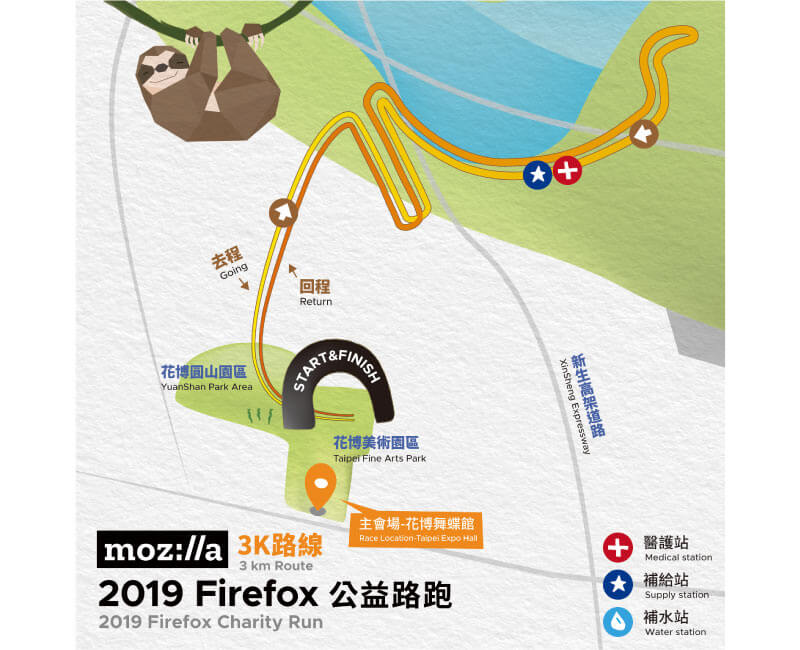 去程
Going
回程
Return
START&FINISH
花博圓山園區
YuanShan Park Area
花博美術園區
Taipei Fine Arts Park
新生高架道路
XinSheng Expressway
主會場-花博舞蝶館
Race Location-Taipei Expo Hall
moz://a
3K路線
3 km Route
2019 Firefox 公益路跑
2019 Firefox Charity Run
醫護站
Medical station
補給站
Supply station
補水站
Water station